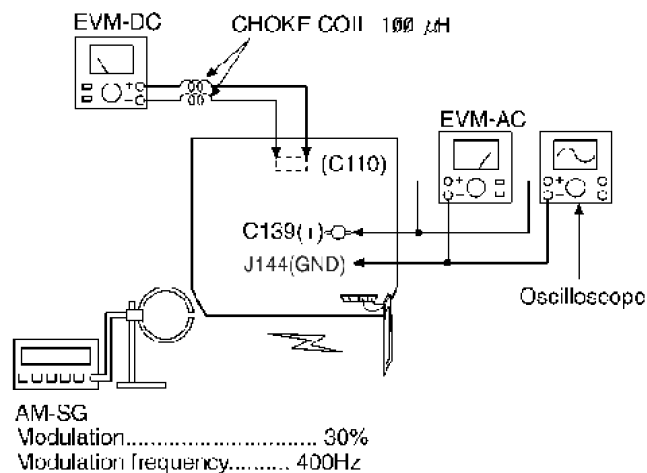 EVM-DC
CHOKE COIL 100 μH
EVM-AC
(C110)
C139(+)
J144(GND)
Oscilloscope
AM-SG
Modulation............................. 30%
Modulation frequency.......... 400Hz